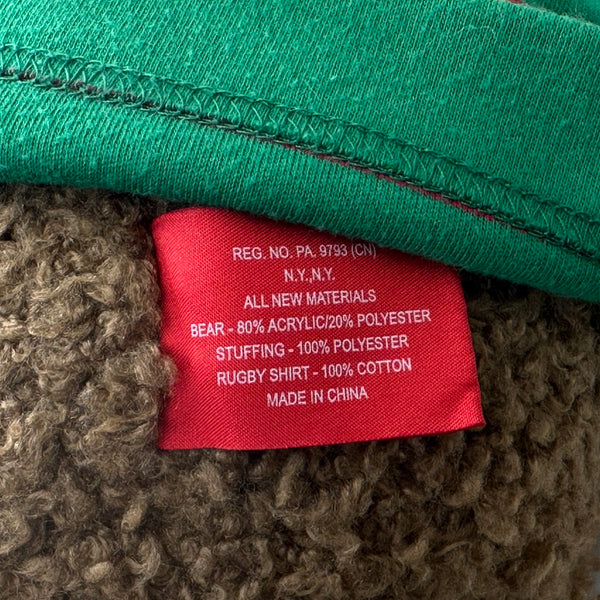 REG. NO. PA. 9793 (CN)
N.Y.,N.Y.
ALL NEW MATERIALS
BEAR - 80% ACRYLIC/20% POLYESTER
STUFFING - 100% POLYESTER
RUGBY SHIRT - 100% COTTON
MADE IN CHINA